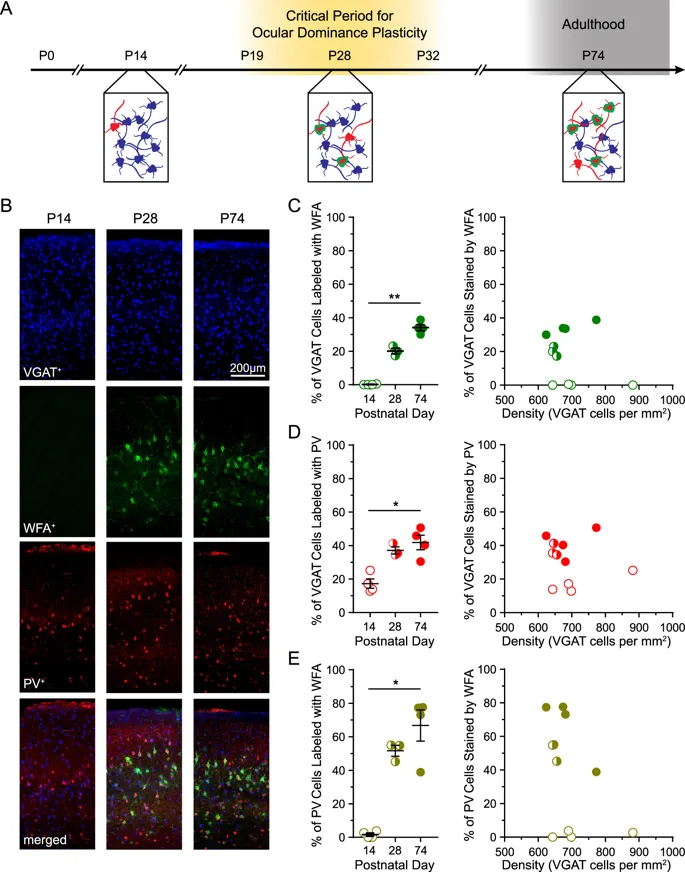 A
Critical Period for
Ocular Dominance Plasticity
Adulthood
P0
P14
P19
P28
P32
P74
B
P14
P28
P74
VGAT+
200μm
WFA+
PV+
merged
C
% of VGAT Cells Labeled with WFA
100
80
60
40
20
0
**
14
28
74
Postnatal Day
% of VGAT Cells Stained by WFA
100
80
60
40
20
0
500
600
700
800
900
1000
Density (VGAT cells per mm²)
D
% of VGAT Cells Labeled with PV
100
80
60
40
20
0
*
14
28
74
Postnatal Day
% of VGAT Cells Stained by PV
100
80
60
40
20
0
500
600
700
800
900
1000
Density (VGAT cells per mm²)
E
% of PV Cells Labeled with WFA
100
80
60
40
20
0
*
14
28
74
Postnatal Day
% of PV Cells Stained by WFA
100
80
60
40
20
0
500
600
700
800
900
1000
Density (VGAT cells per mm²)